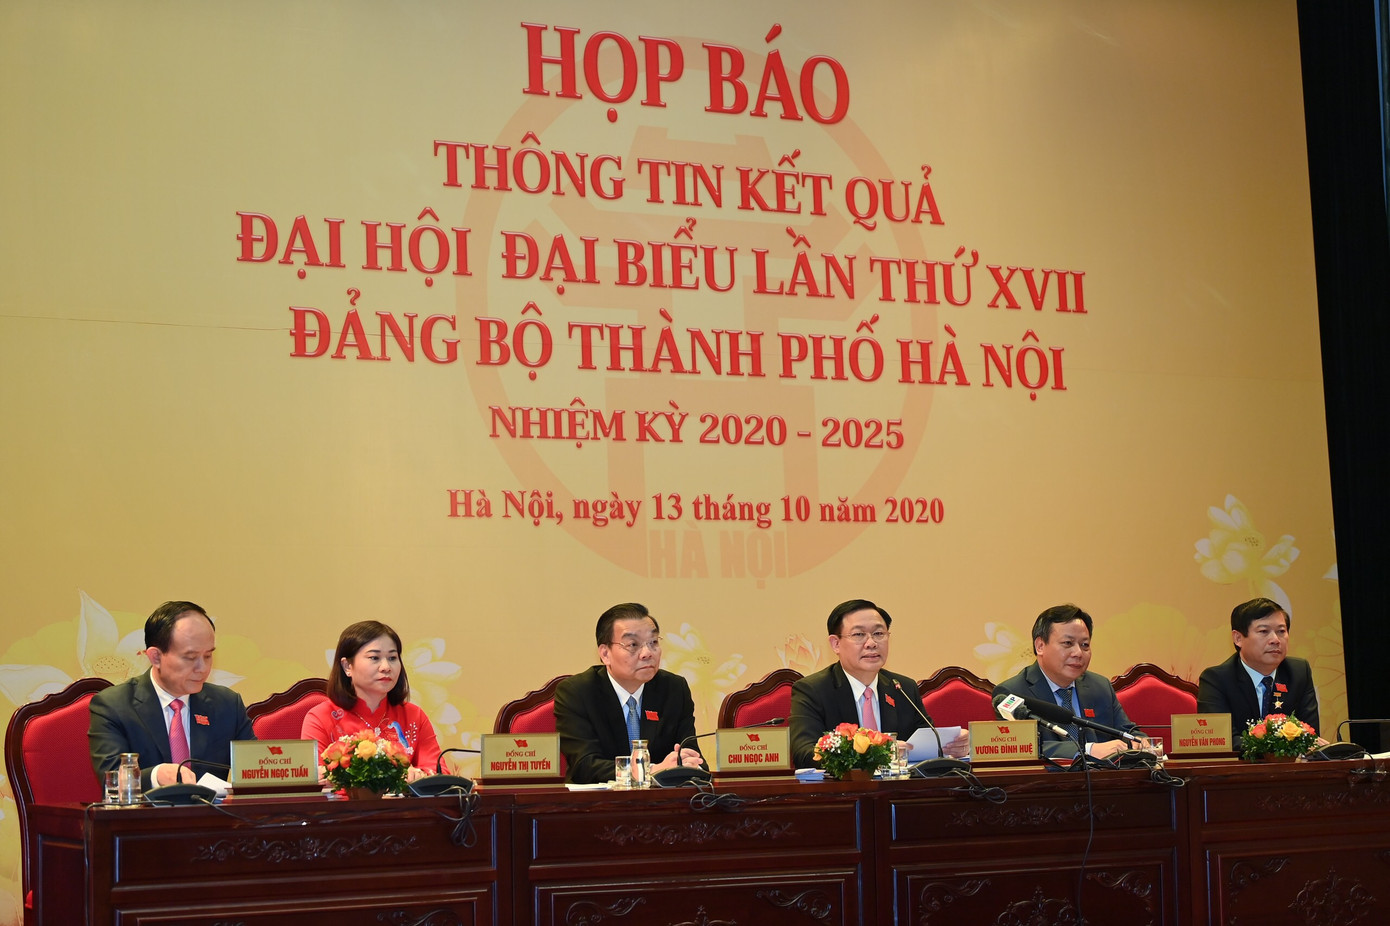 HỌP BÁO
THÔNG TIN KẾT QUẢ
ĐẠI HỘI ĐẠI BIỂU LẦN THỨ XVII
ĐẢNG BỘ THÀNH PHỐ HÀ NỘI
NHIỆM KỲ 2020 - 2025
Hà Nội, ngày 13 tháng 10 năm 2020
HÀ NỘI
ĐỒNG CHÍ
NGUYỄN NGỌC TUẤN
ĐỒNG CHÍ
NGUYỄN THỊ TUYẾN
ĐỒNG CHÍ
CHU NGỌC ANH
ĐỒNG CHÍ
VƯƠNG ĐÌNH HUỆ
ĐỒNG CHÍ
NGUYỄN VĂN PHONG